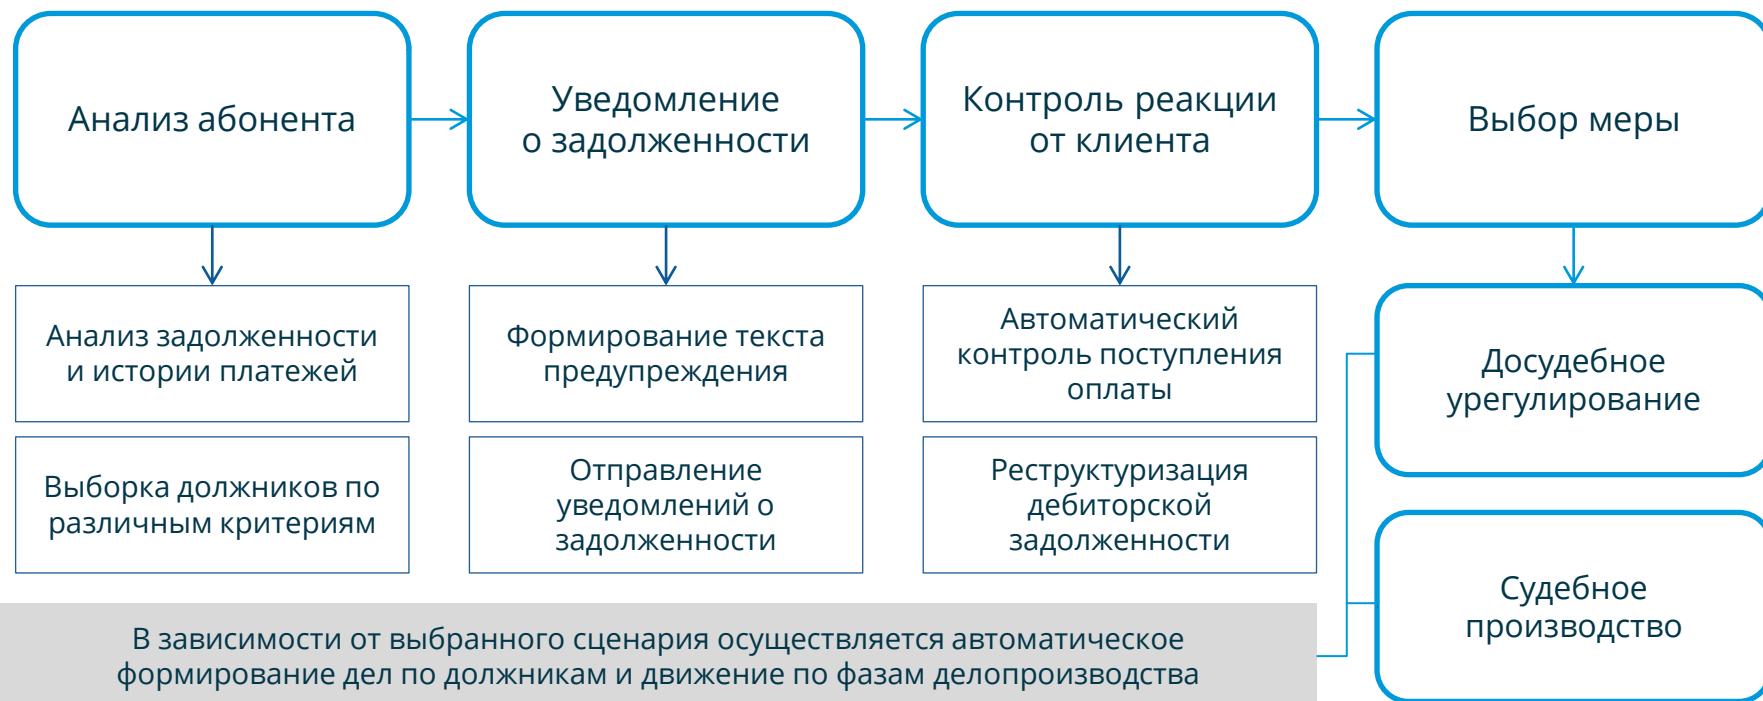 Анализ абонента
Уведомление
о задолженности
Контроль реакции
от клиента
Выбор меры
Анализ задолженности
и истории платежей
Формирование текста
предупреждения
Автоматический
контроль поступления
оплаты
Досудебное
урегулирование
Выборка должников по
различным критериям
Отправление
уведомлений о
задолженности
Реструктуризация
дебиторской
задолженности
Судебное
производство
В зависимости от выбранного сценария осуществляется автоматическое
формирование дел по должникам и движение по фазам делопроизводства